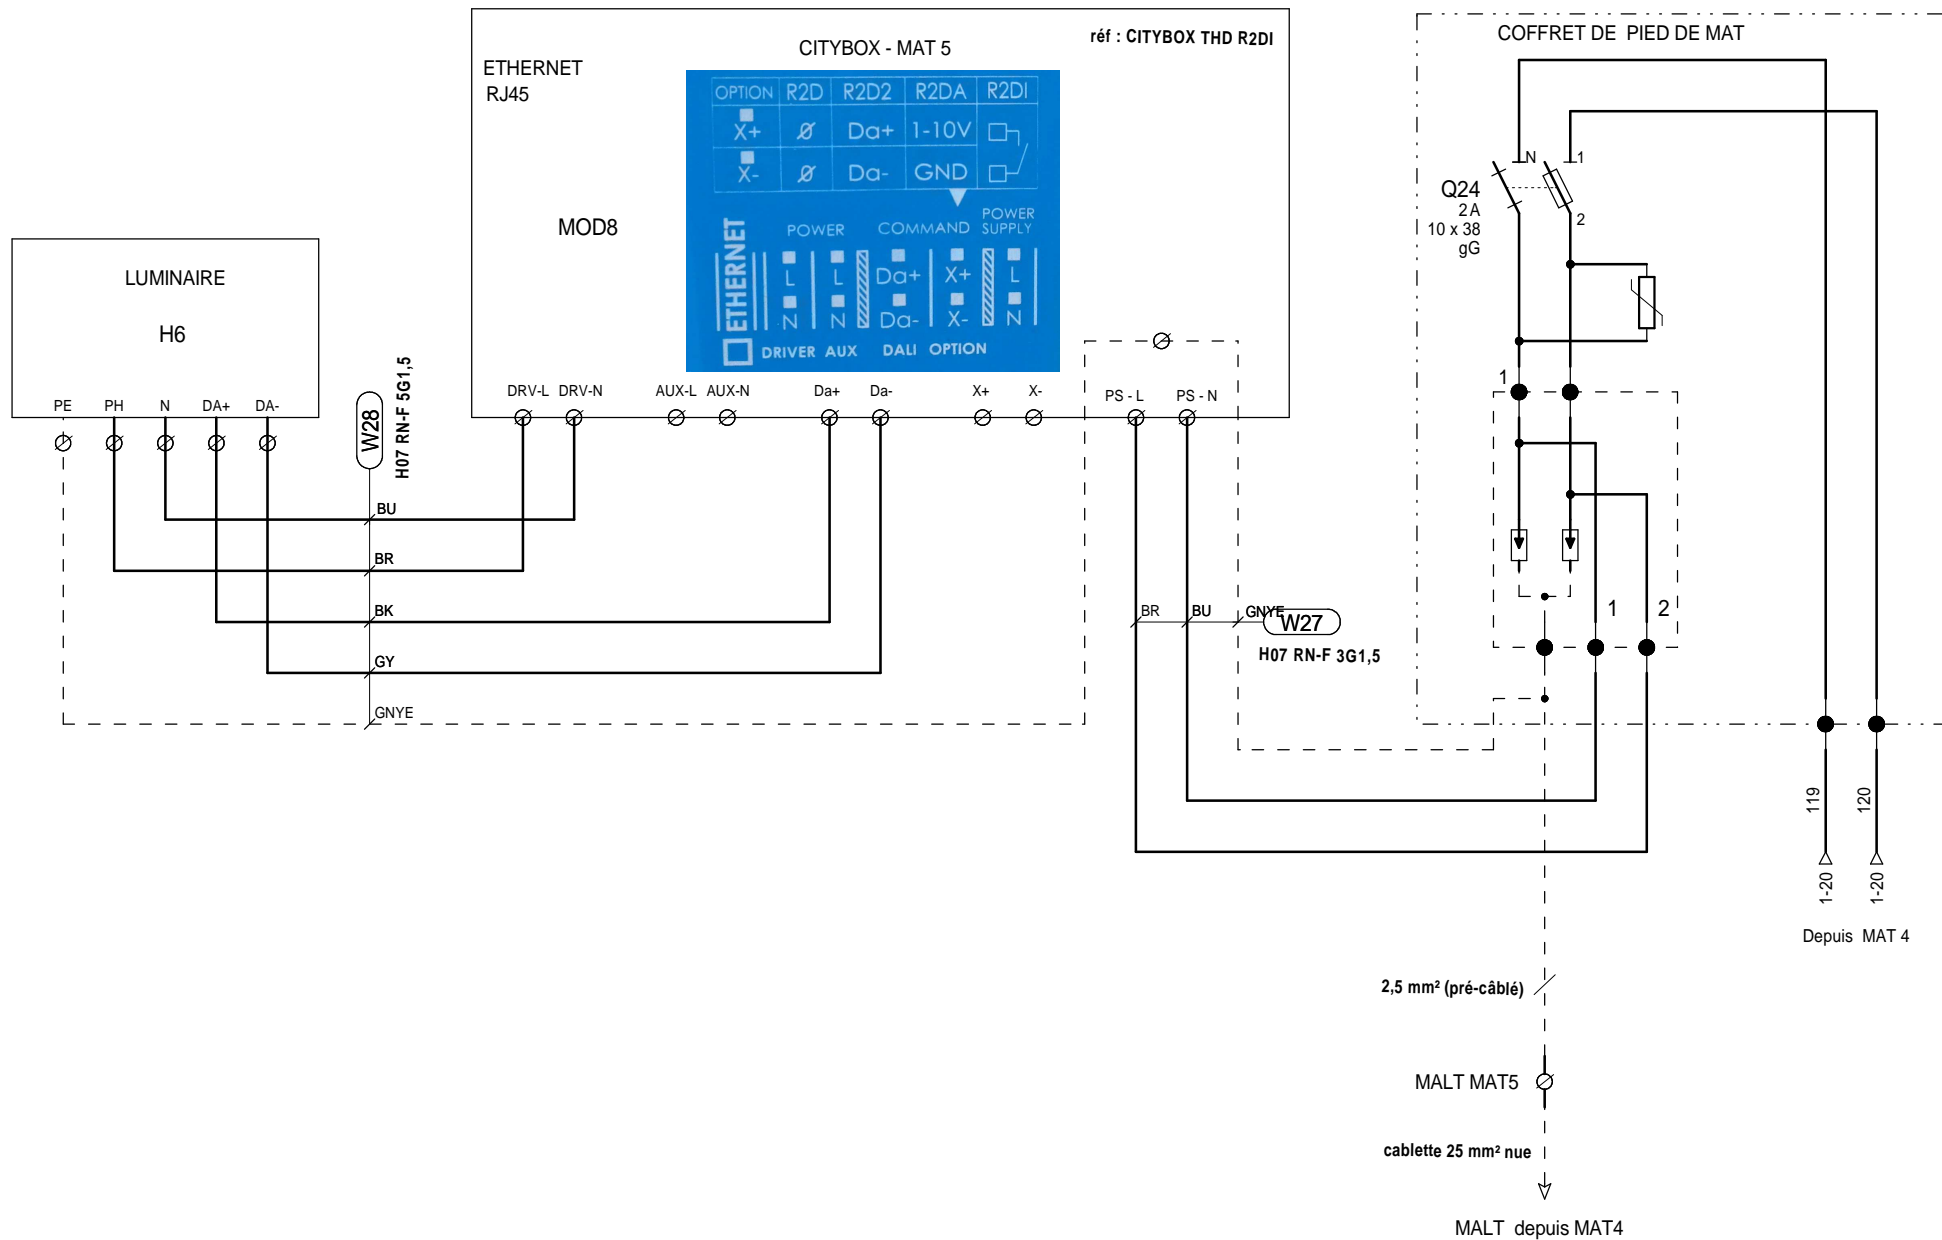 COFFRET DE PIED DE MAT
CITYBOX - MAT 5
réf : CITYBOX THD R2DI
ETHERNET
RJ45
MOD8
OPTION R2D R2D2 R2DA R2DI
X+ Ø Da+ 1-10V
X- Ø Da- GND
ETHERNET
POWER COMMAND POWER SUPPLY
L L Da+ X+ L
N N Da- X- N
DRIVER AUX DALI OPTION
DRV-L DRV-N AUX-L AUX-N Da+ Da- X+ X- PS - L PS - N
LUMINAIRE
H6
PE PH N DA+ DA-
W28
H07 RN-F 5G1,5
BU
BR
BK
GY
GNYE
BR BU GNYE
W27
H07 RN-F 3G1,5
N 1
Q24
2A
10 x 38
gG
2
1
1 2
119 120
1-20 1-20
Depuis MAT 4
2,5 mm² (pré-câblé)
MALT MAT5
cablette 25 mm² nue
MALT depuis MAT4